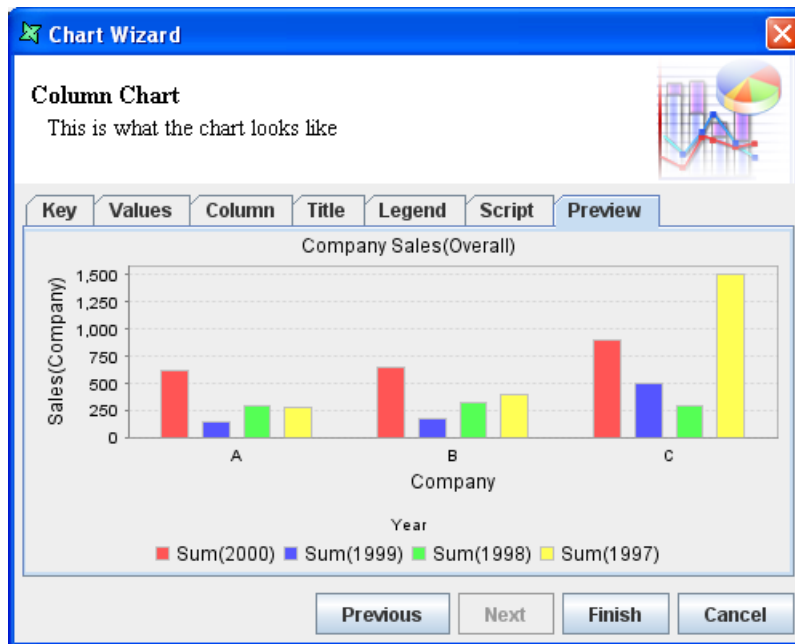 Chart Wizard
Column Chart
This is what the chart looks like
Key Values Column Title Legend Script Preview
Company Sales(Overall)
Sales(Company)
1,500
1,250
1,000
750
500
250
0
A B C
Company
Year
Sum(2000) Sum(1999) Sum(1998) Sum(1997)
Previous Next Finish Cancel